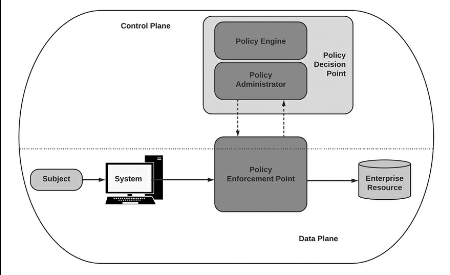 Control Plane
Policy Engine
Policy
Administrator
Policy
Decision
Point
Subject
System
Policy
Enforcement Point
Enterprise
Resource
Data Plane